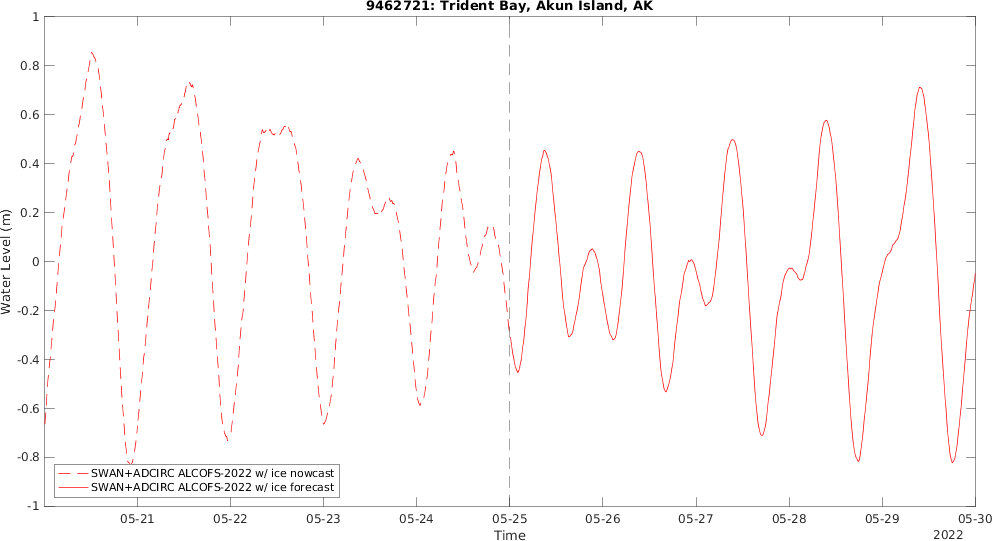 9462721: Trident Bay, Akun Island, AK
1
0.8
0.6
0.4
0.2
0
-0.2
-0.4
-0.6
-0.8
-1
Water Level (m)
SWAN+ADCIRC ALCOFS-2022 w/ ice nowcast
SWAN+ADCIRC ALCOFS-2022 w/ ice forecast
05-21 05-22 05-23 05-24 05-25 05-26 05-27 05-28 05-29 05-30
Time
2022